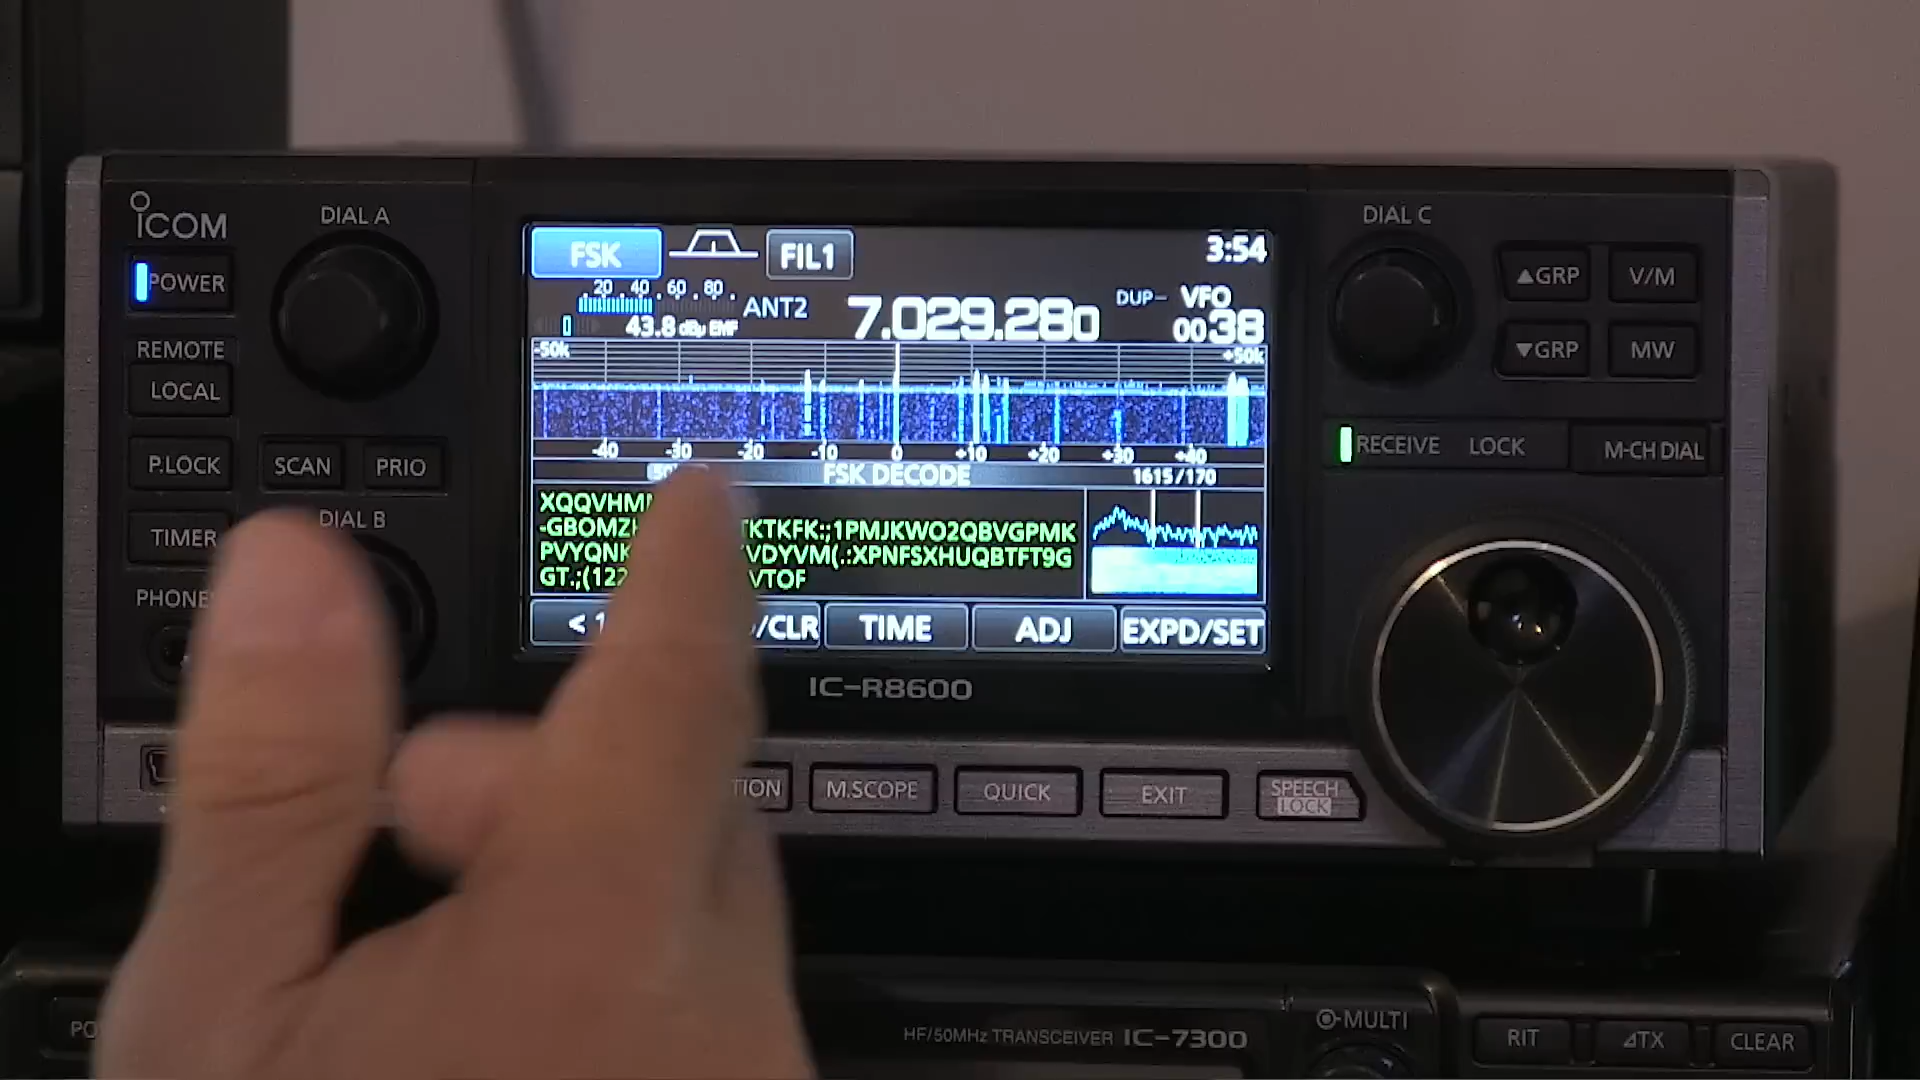 ICOM
DIAL A
POWER
REMOTE
LOCAL
P.LOCK
SCAN
PRIO
DIAL B
TIMER
FSK
FIL1
3:54
20 40 60 80
43.8 dBμ EMF
ANT2
7.029.280
DUP-
VFO
0038
-50k
+50k
-40 -30 -20 -10 0 +10 +20 +30 +40
FSK DECODE
1615/170
XQQVHM
-GBOMZ TKTKFK:;1PMJKWO2QBVGPMK
PVYQNK VDYVM(.:XPNFSXHUQBTFT9G
GT.;(122 VTOF
< 1
/CLR
TIME
ADJ
EXPD/SET
IC-R8600
M.SCOPE
QUICK
EXIT
SPEECH
LOCK
DIAL C
▲GRP
V/M
▼GRP
MW
RECEIVE
LOCK
M-CH DIAL
HF/50MHz TRANSCEIVER IC-7300
MULTI
RIT
⊿TX
CLEAR